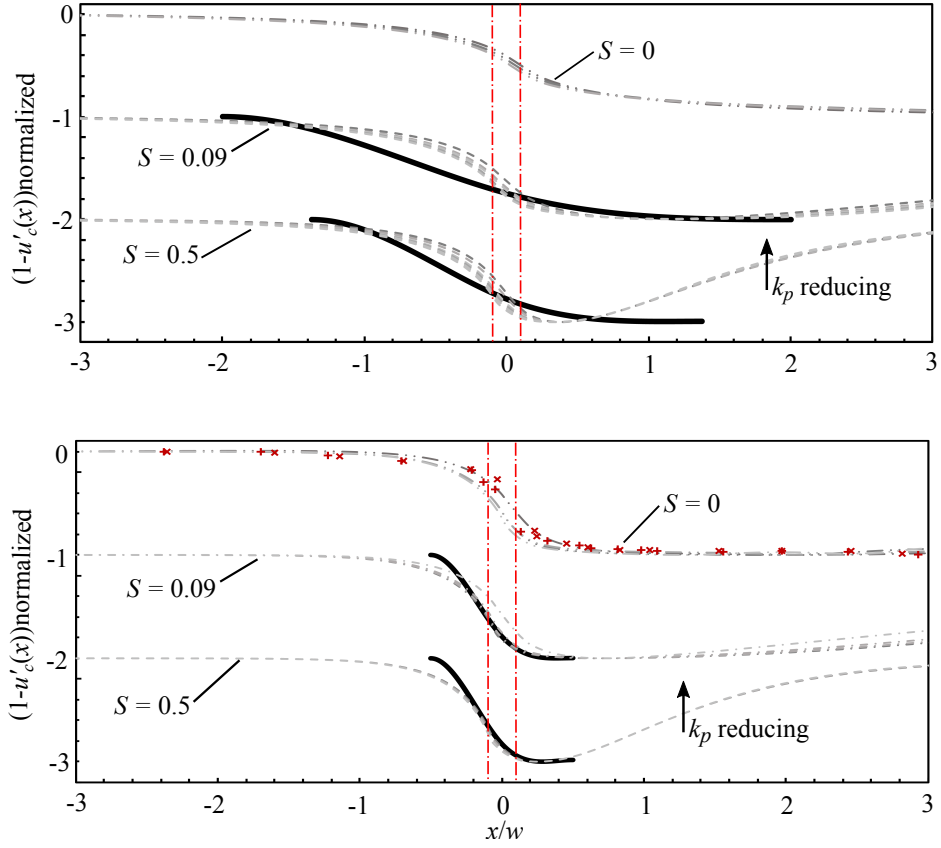 0
-1
-2
-3
(1-u'c(x))normalized
S = 0
S = 0.09
S = 0.5
kp reducing
-3
-2
-1
0
1
2
3
0
-1
-2
-3
(1-u'c(x))normalized
S = 0
S = 0.09
S = 0.5
kp reducing
-3
-2
-1
0
1
2
3
x/w